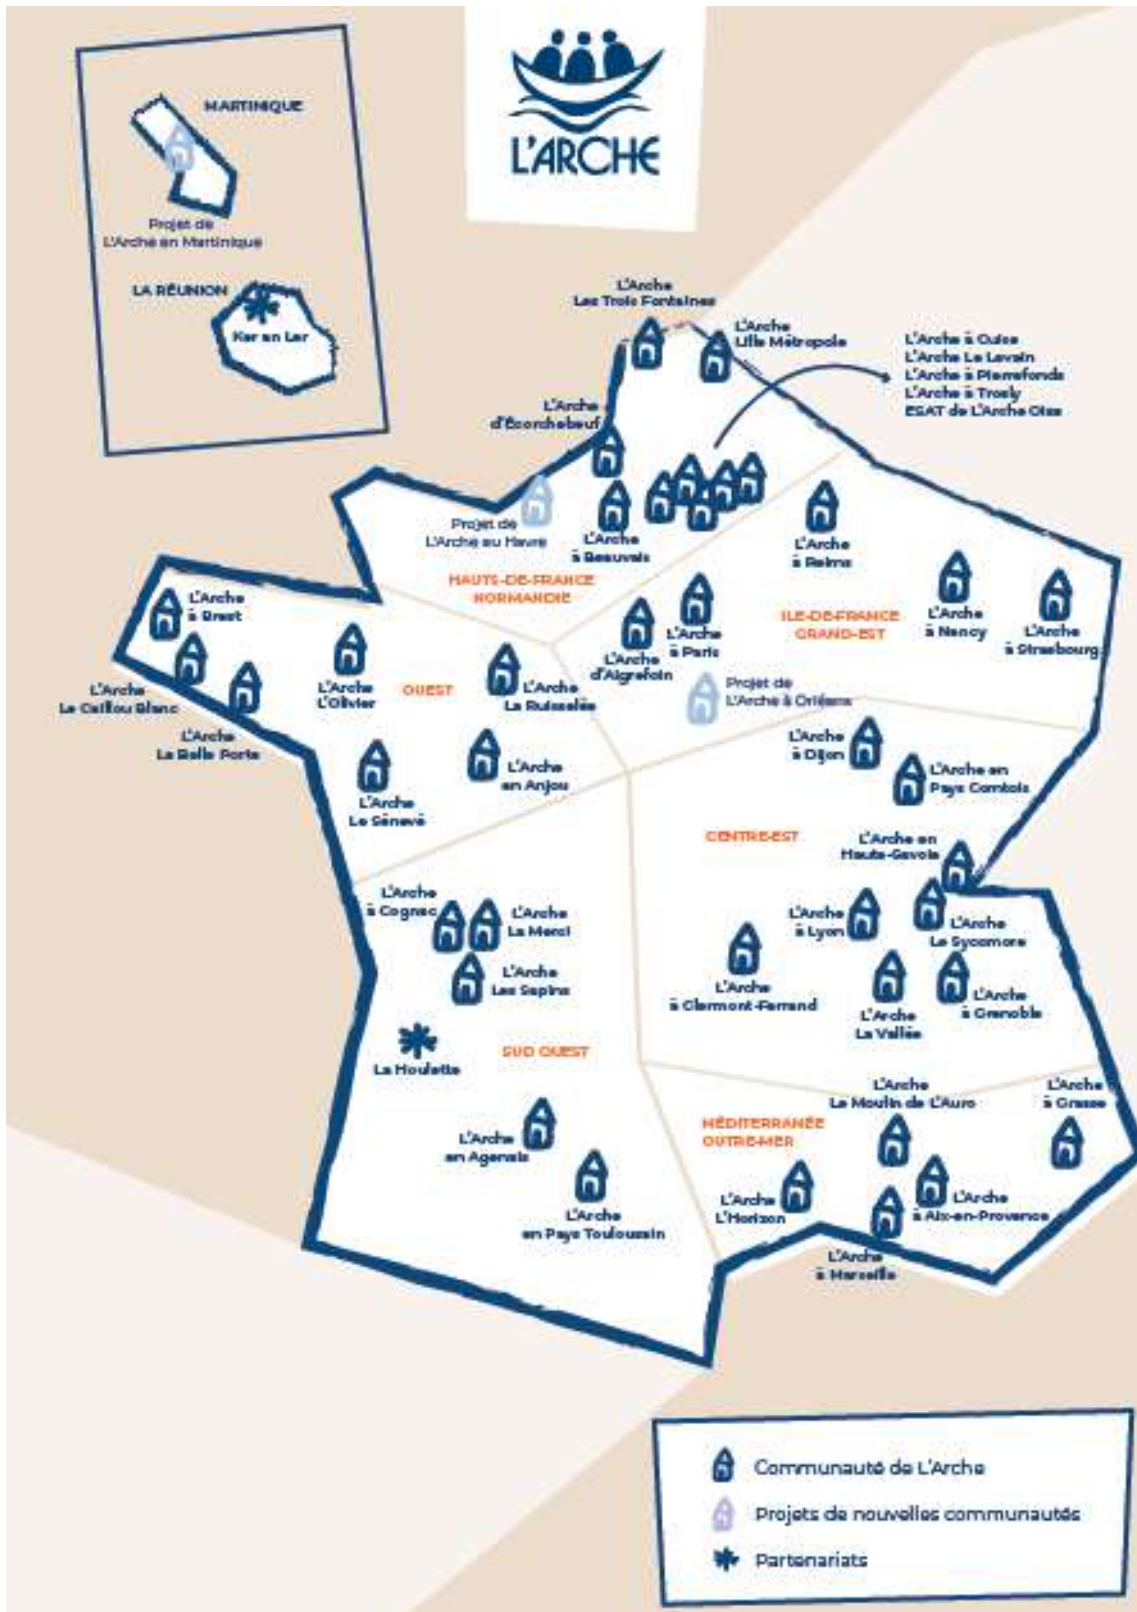 L'ARCHE
MARTINIQUE
Projet de
L'Arche en Martinique
LA RÉUNION
Ker en Ler
L'Arche
Les Trois Fontaines
L'Arche
Lille Métropole
L'Arche à Cuise
L'Arche Le Levain
L'Arche à Pierrefonds
L'Arche à Trosly
ESAT de L'Arche Oise
L'Arche
d'Écorchebeuf
Projet de
L'Arche au Havre
L'Arche
à Beauvais
L'Arche
à Reims
HAUTS-DE-FRANCE
NORMANDIE
ILE-DE-FRANCE
GRAND-EST
L'Arche
à Nancy
L'Arche
à Strasbourg
L'Arche
à Paris
L'Arche
d'Aigrefoin
Projet de
L'Arche à Orléans
L'Arche
à Brest
L'Arche
Le Caillou Blanc
L'Arche
La Belle Porte
L'Arche
L'Olivier
OUEST
L'Arche
La Ruisselée
L'Arche
en Anjou
L'Arche
Le Sénevé
L'Arche
à Dijon
L'Arche en
Pays Comtois
CENTRE-EST
L'Arche en
Haute-Savoie
L'Arche
à Cognac
L'Arche
La Merci
L'Arche
Les Sapins
L'Arche
à Lyon
L'Arche
Le Sycomore
L'Arche
à Clermont-Ferrand
L'Arche
La Vallée
L'Arche
à Grenoble
La Houlette
SUD OUEST
L'Arche
en Agenais
L'Arche
en Pays Toulousain
MÉDITERRANÉE
OUTRE-MER
L'Arche
Le Moulin de L'Auro
L'Arche
à Grasse
L'Arche
L'Horizon
L'Arche
à Aix-en-Provence
L'Arche
à Marseille
Communauté de L'Arche
Projets de nouvelles communautés
Partenariats